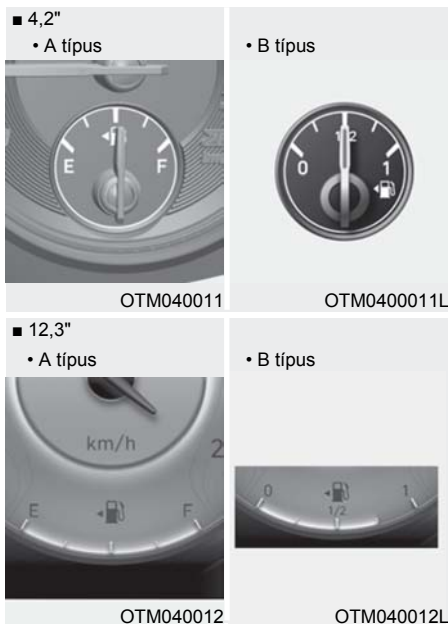 ■ 4,2"
• A típus
• B típus
E F
0 1/2 1
OTM040011
OTM0400011L
■ 12,3"
• A típus
• B típus
km/h
2
E F
0 1/2 1
OTM040012
OTM040012L